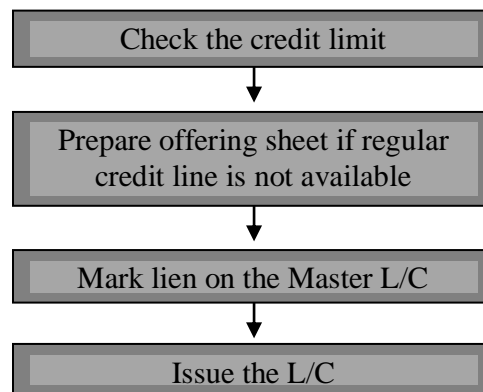 Check the credit limit
Prepare offering sheet if regular
credit line is not available
Mark lien on the Master L/C
Issue the L/C